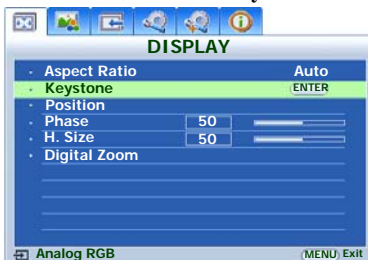 DISPLAY
Aspect Ratio Auto
Keystone ENTER
Position
Phase 50
H. Size 50
Digital Zoom
Analog RGB MENU Exit